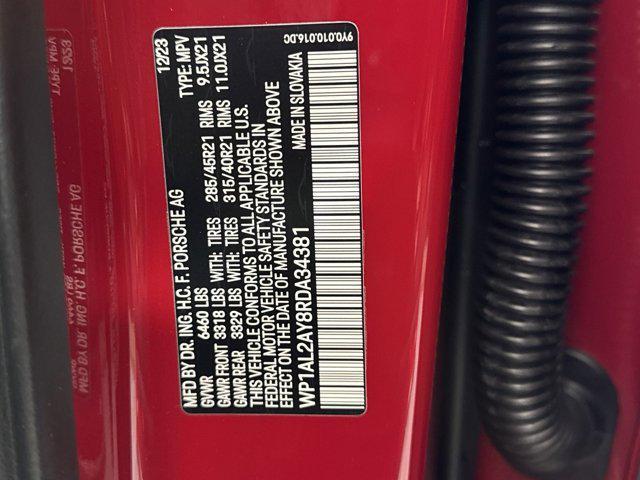 MFD BY DR. ING. H.C. F. PORSCHE AG 12/23
GVWR 6460 LBS TYPE: MPV
GAWR FRONT 3318 LBS WITH: TIRES 285/45R21 RIMS 9.5JX21
GAWR REAR 3329 LBS WITH: TIRES 315/40R21 RIMS 11.0JX21
THIS VEHICLE CONFORMS TO ALL APPLICABLE U.S.
FEDERAL MOTOR VEHICLE SAFETY STANDARDS IN
EFFECT ON THE DATE OF MANUFACTURE SHOWN ABOVE
WP1AL2AY8RDA34381 MADE IN SLOVAKIA
9Y0.010.016.DC